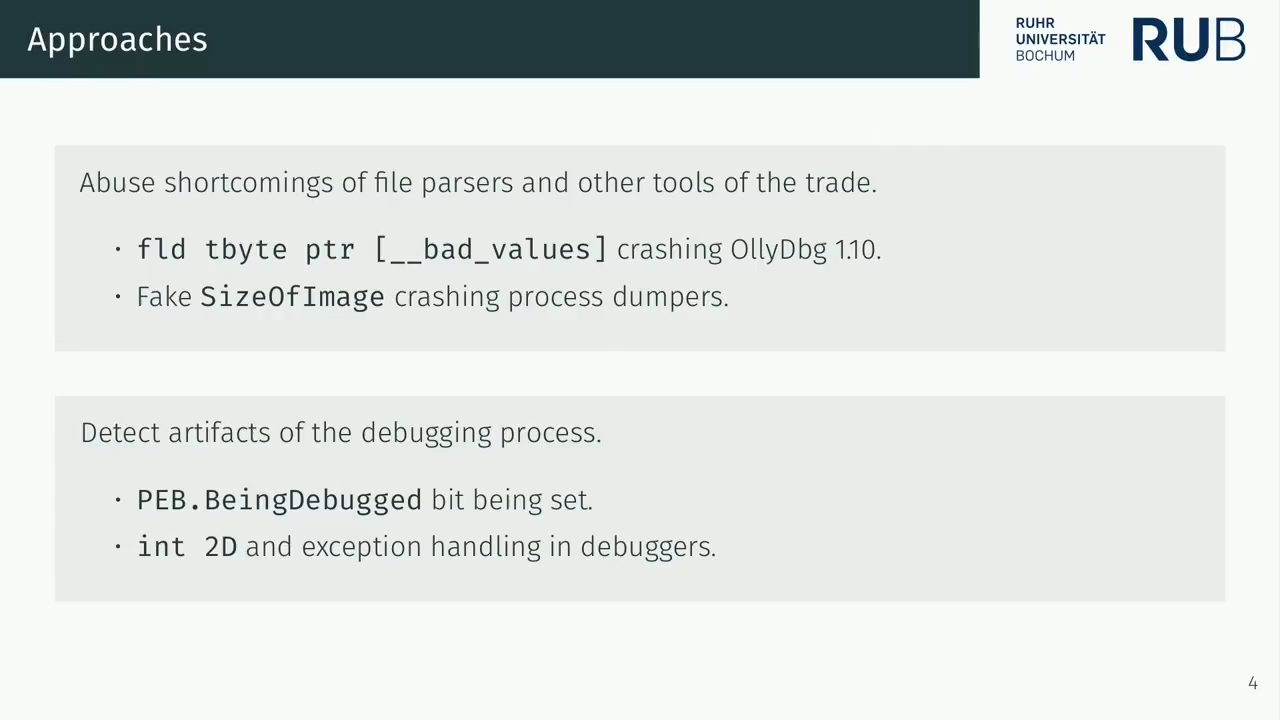 Approaches
RUHR
UNIVERSITÄT
BOCHUM
RUB
Abuse shortcomings of file parsers and other tools of the trade.
· fld tbyte ptr [__bad_values] crashing OllyDbg 1.10.
· Fake SizeOfImage crashing process dumpers.
Detect artifacts of the debugging process.
· PEB.BeingDebugged bit being set.
· int 2D and exception handling in debuggers.
4